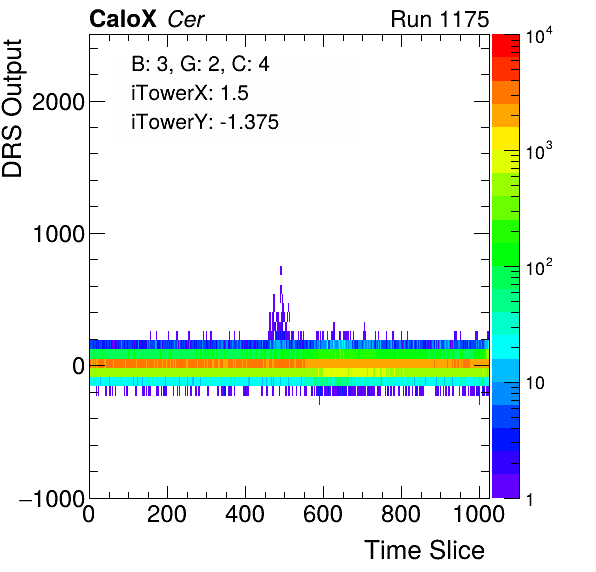 CaloX Cer
Run 1175
DRS Output
B: 3, G: 2, C: 4
iTowerX: 1.5
iTowerY: -1.375
2000
1000
0
−1000
0
200
400
600
800
1000
Time Slice
10^4
10^3
10^2
10
1